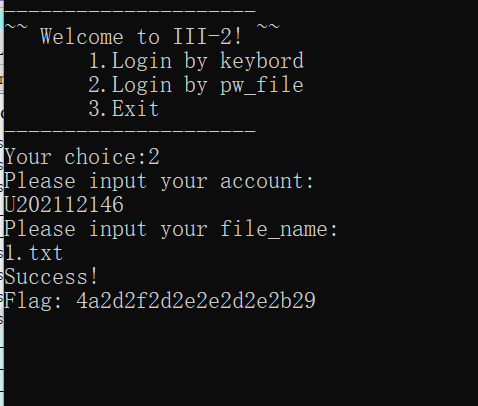 ---------------------
~~ Welcome to III-2! ~~
1.Login by keybord
2.Login by pw_file
3.Exit
---------------------
Your choice:2
Please input your account:
U202112146
Please input your file_name:
1.txt
Success!
Flag: 4a2d2f2d2e2e2d2e2b29